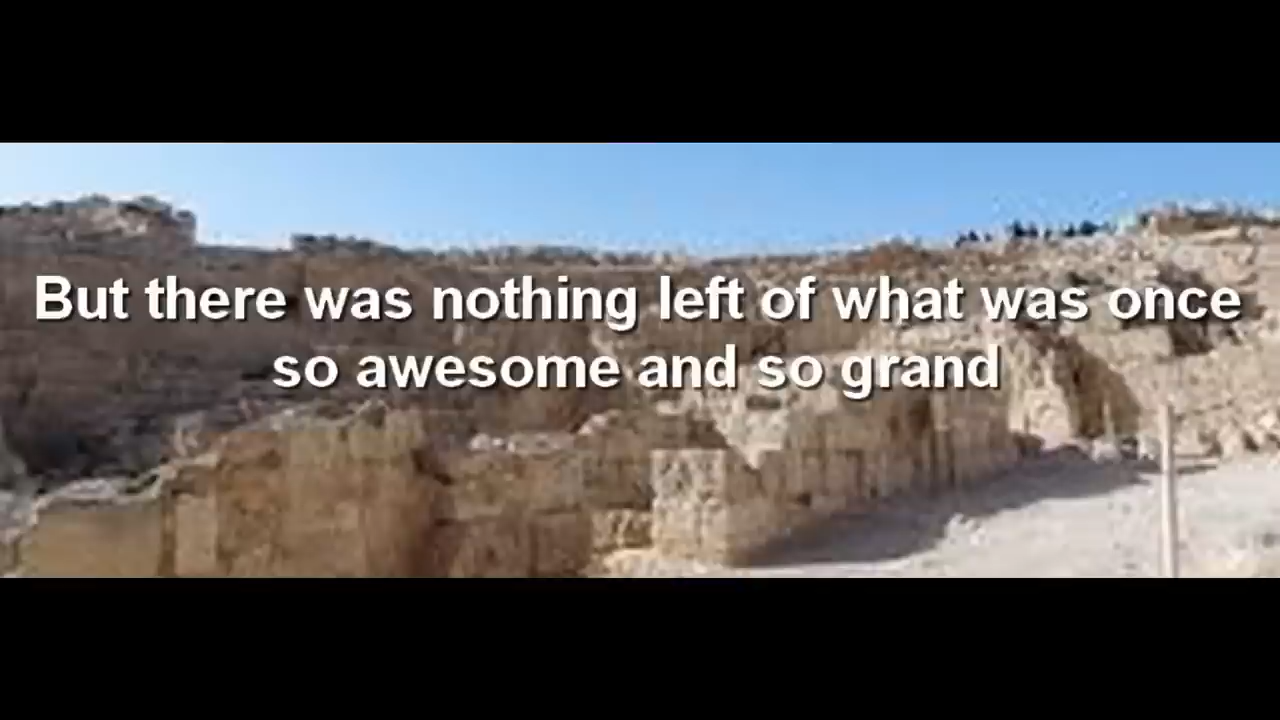 But there was nothing left of what was once
so awesome and so grand